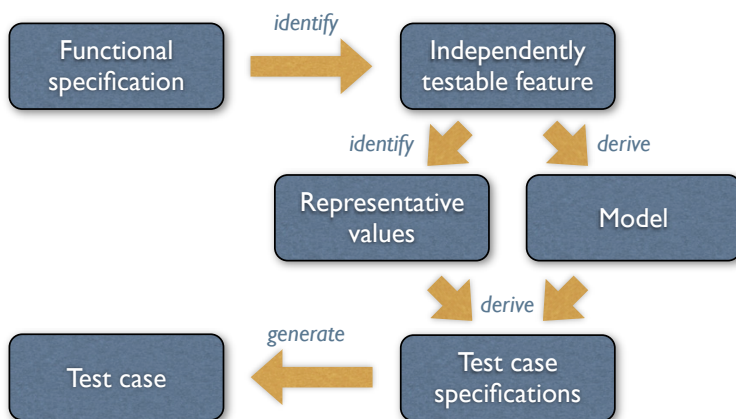 identify
Functional
specification
Independently
testable feature
identify
derive
Representative
values
Model
derive
generate
Test case
Test case
specifications